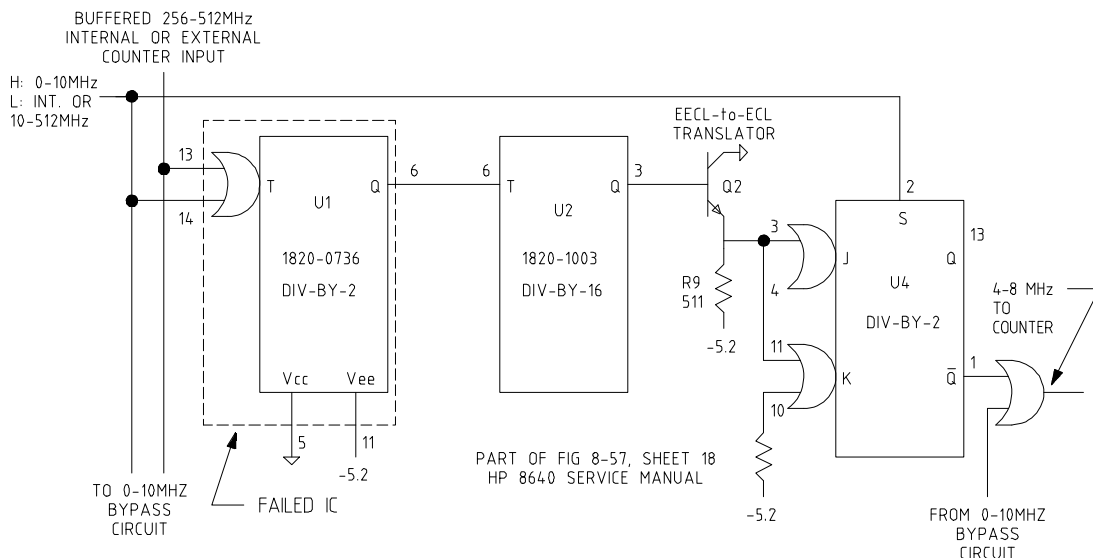 BUFFERED 256-512MHz
INTERNAL OR EXTERNAL
COUNTER INPUT
H: 0-10MHz
L: INT. OR
10-512MHz
EECL-to-ECL
TRANSLATOR
13
14
T
Q
U1
1820-0736
DIV-BY-2
Vcc
Vee
6
6
T
Q
U2
1820-1003
DIV-BY-16
3
Q2
2
S
3
4
J
R9
511
-5.2
13
Q
U4
DIV-BY-2
4-8 MHz
TO
COUNTER
11
K
10
Q̅
1
5
11
-5.2
-5.2
PART OF FIG 8-57, SHEET 18
HP 8640 SERVICE MANUAL
TO 0-10MHZ
BYPASS
CIRCUIT
FAILED IC
FROM 0-10MHZ
BYPASS
CIRCUIT